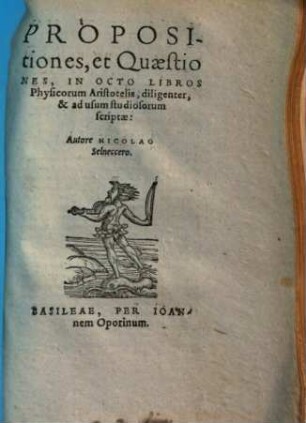 PROPOSI-
tiones, et Quæstio
NES, IN OCTO LIBROS
Physicorum Aristotelis, diligenter,
& ad usum studiosorum
scriptæ:
Autore NICOLAO
Selneccero.
BASILEAE, PER IOAN
nem Oporinum.